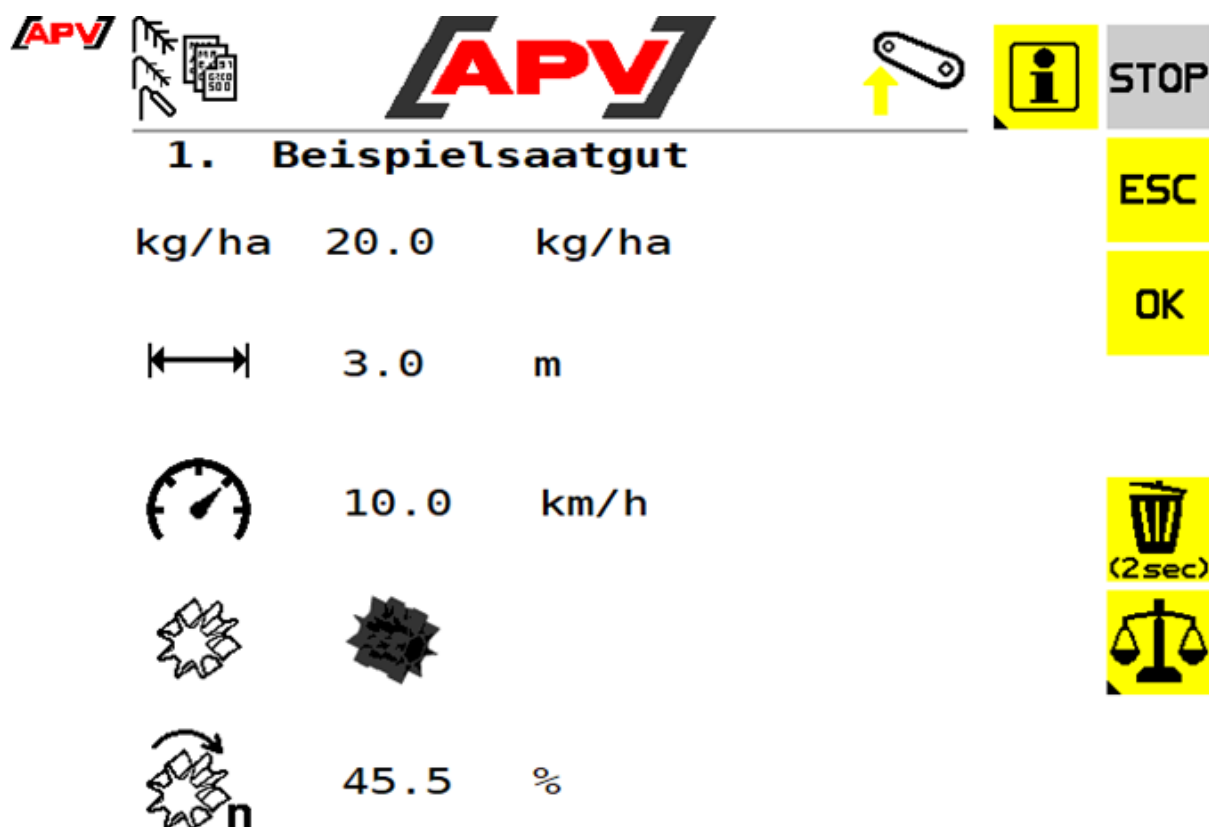 APV
APV
STOP
1. Beispielsaatgut
ESC
kg/ha 20.0 kg/ha
OK
3.0 m
10.0 km/h
(2sec)
n 45.5 %